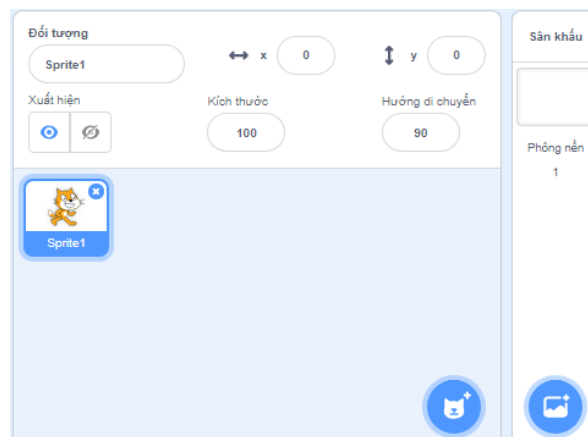 Đối tượng
Sprite1
x
0
y
0
Xuất hiện
Kích thước
100
Hướng di chuyển
90
Sprite1
Sân khấu
Phông nền
1